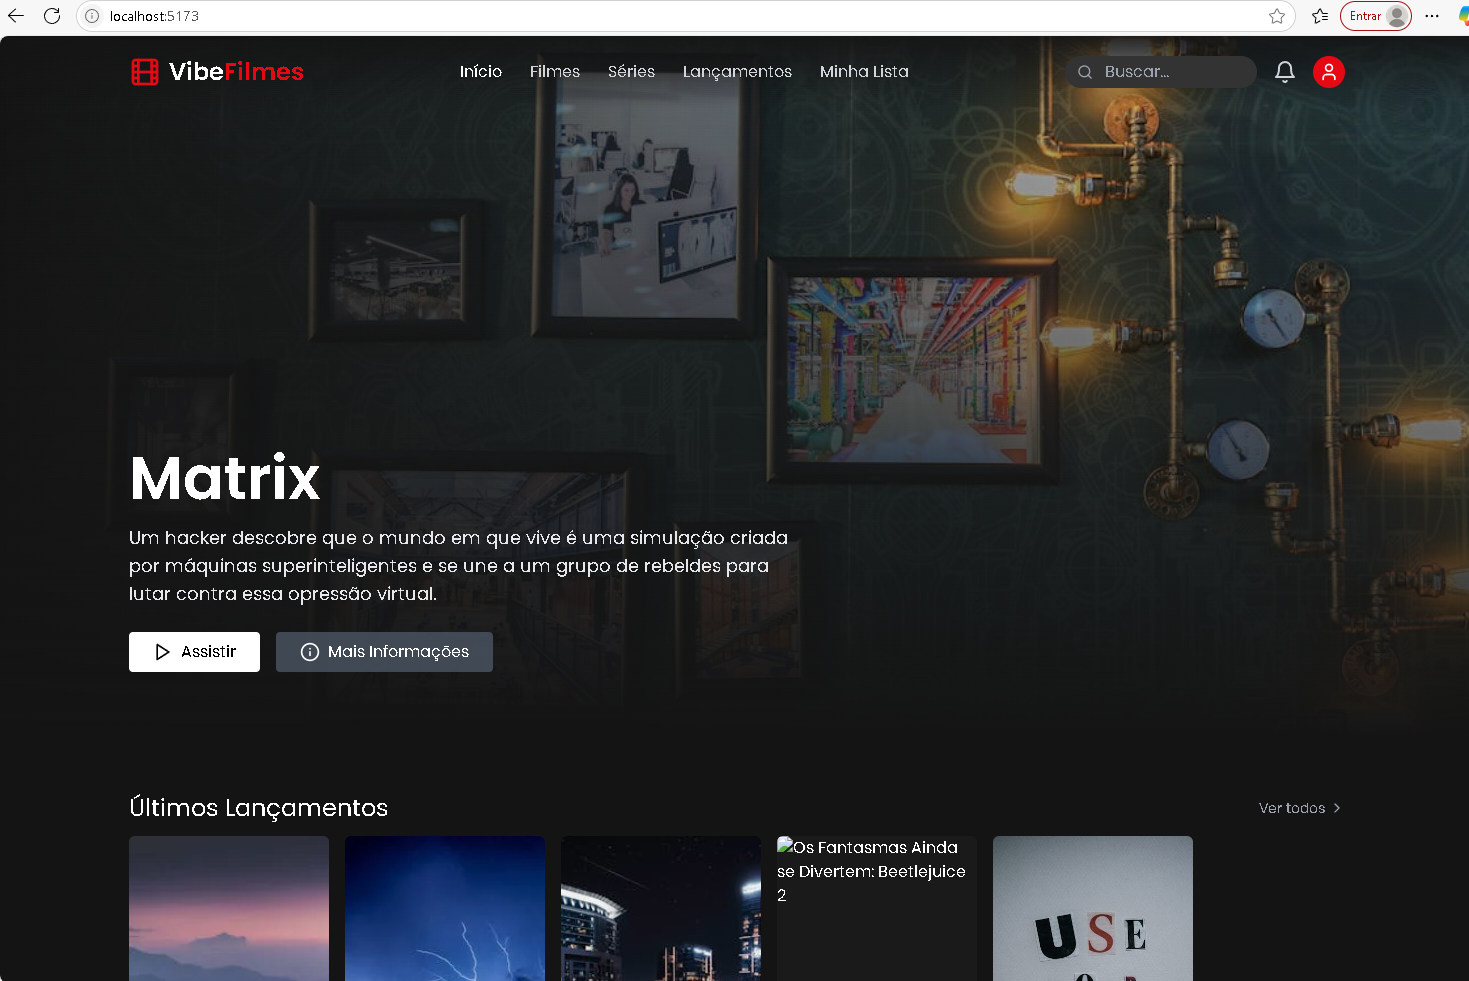 localhost:5173
Entrar
VibeFilmes
Início
Filmes
Séries
Lançamentos
Minha Lista
Buscar...
Matrix
Um hacker descobre que o mundo em que vive é uma simulação criada
por máquinas superinteligentes e se une a um grupo de rebeldes para
lutar contra essa opressão virtual.
Assistir
Mais Informações
Últimos Lançamentos
Ver todos
Os Fantasmas Ainda
se Divertem: Beetlejuice
2
USE